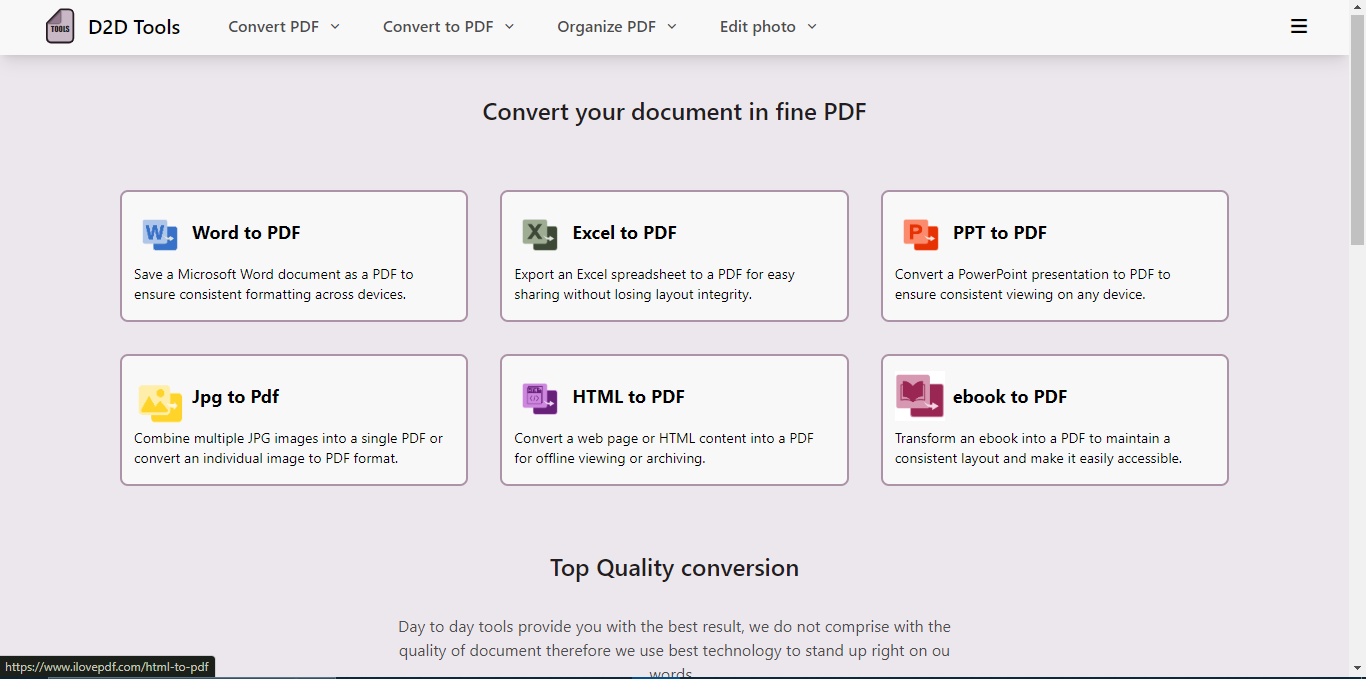 TOOLS D2D Tools Convert PDF Convert to PDF Organize PDF Edit photo
Convert your document in fine PDF
W Word to PDF
Save a Microsoft Word document as a PDF to
ensure consistent formatting across devices.
X Excel to PDF
Export an Excel spreadsheet to a PDF for easy
sharing without losing layout integrity.
P PPT to PDF
Convert a PowerPoint presentation to PDF to
ensure consistent viewing on any device.
Jpg to Pdf
Combine multiple JPG images into a single PDF or
convert an individual image to PDF format.
HTML to PDF
Convert a web page or HTML content into a PDF
for offline viewing or archiving.
ebook to PDF
Transform an ebook into a PDF to maintain a
consistent layout and make it easily accessible.
Top Quality conversion
Day to day tools provide you with the best result, we do not comprise with the
quality of document therefore we use best technology to stand up right on ou
words
https://www.ilovepdf.com/html-to-pdf